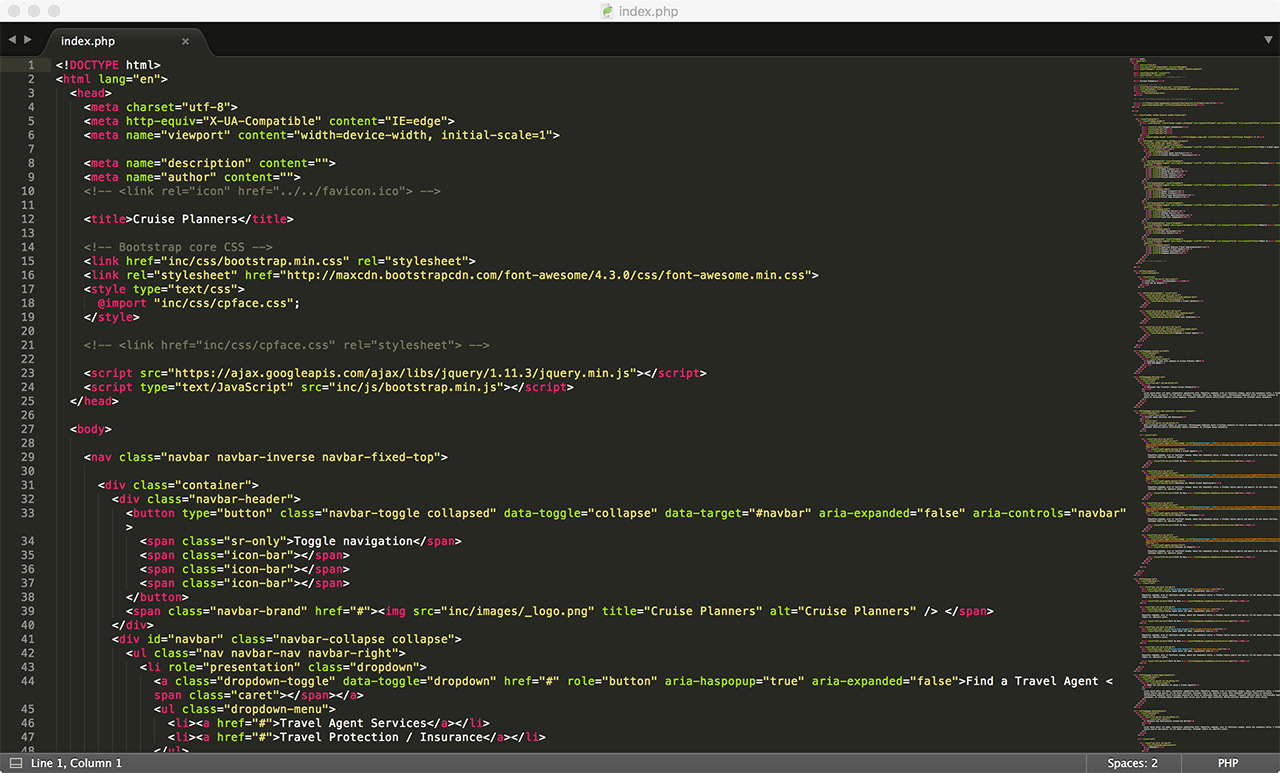 index.php
index.php ×
1 <!DOCTYPE html>
2 <html lang="en">
3 <head>
4 <meta charset="utf-8">
5 <meta http-equiv="X-UA-Compatible" content="IE=edge">
6 <meta name="viewport" content="width=device-width, initial-scale=1">
7
8 <meta name="description" content="">
9 <meta name="author" content="">
10 <!-- <link rel="icon" href="../../favicon.ico"> -->
11
12 <title>Cruise Planners</title>
13
14 <!-- Bootstrap core CSS -->
15 <link href="inc/css/bootstrap.min.css" rel="stylesheet">
16 <link rel="stylesheet" href="http://maxcdn.bootstrapcdn.com/font-awesome/4.3.0/css/font-awesome.min.css">
17 <style type="text/css">
18 @import "inc/css/cpface.css";
19 </style>
20
21 <!-- <link href="inc/css/cpface.css" rel="stylesheet"> -->
22
23 <script src="https://ajax.googleapis.com/ajax/libs/jquery/1.11.3/jquery.min.js"></script>
24 <script type="text/JavaScript" src="inc/js/bootstrap.min.js"></script>
25 </head>
26
27 <body>
28
29 <nav class="navbar navbar-inverse navbar-fixed-top">
30
31 <div class="container">
32 <div class="navbar-header">
33 <button type="button" class="navbar-toggle collapsed" data-toggle="collapse" data-target="#navbar" aria-expanded="false" aria-controls="navbar"
>
34 <span class="sr-only">Toggle navigation</span>
35 <span class="icon-bar"></span>
36 <span class="icon-bar"></span>
37 <span class="icon-bar"></span>
38 </button>
39 <span class="navbar-brand" href="#"><img src="inc/images/_logo.png" title="Cruise Planners" alt="Cruise Planners" /> </span>
40 </div>
41 <div id="navbar" class="navbar-collapse collapse">
42 <ul class="nav navbar-nav navbar-right">
43 <li role="presentation" class="dropdown">
44 <a class="dropdown-toggle" data-toggle="dropdown" href="#" role="button" aria-haspopup="true" aria-expanded="false">Find a Travel Agent <
span class="caret"></span></a>
45 <ul class="dropdown-menu">
46 <li><a href="#">Travel Agent Services</a></li>
47 <li><a href="#">Travel Protection / Insurance</a></li>
48 </ul>
Line 1, Column 1
Spaces: 2
PHP